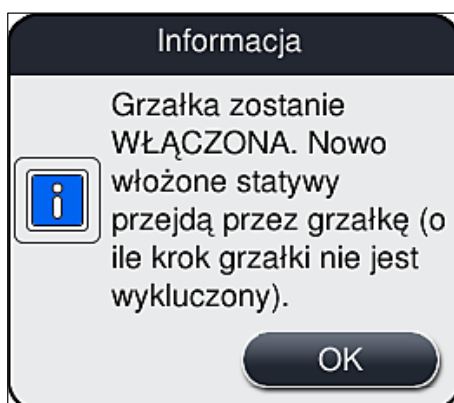 Informacja
Grzałka zostanie
WŁĄCZONA. Nowo
włożone statywy
przejdą przez grzałkę (o
ile krok grzałki nie jest
wykluczony).
OK